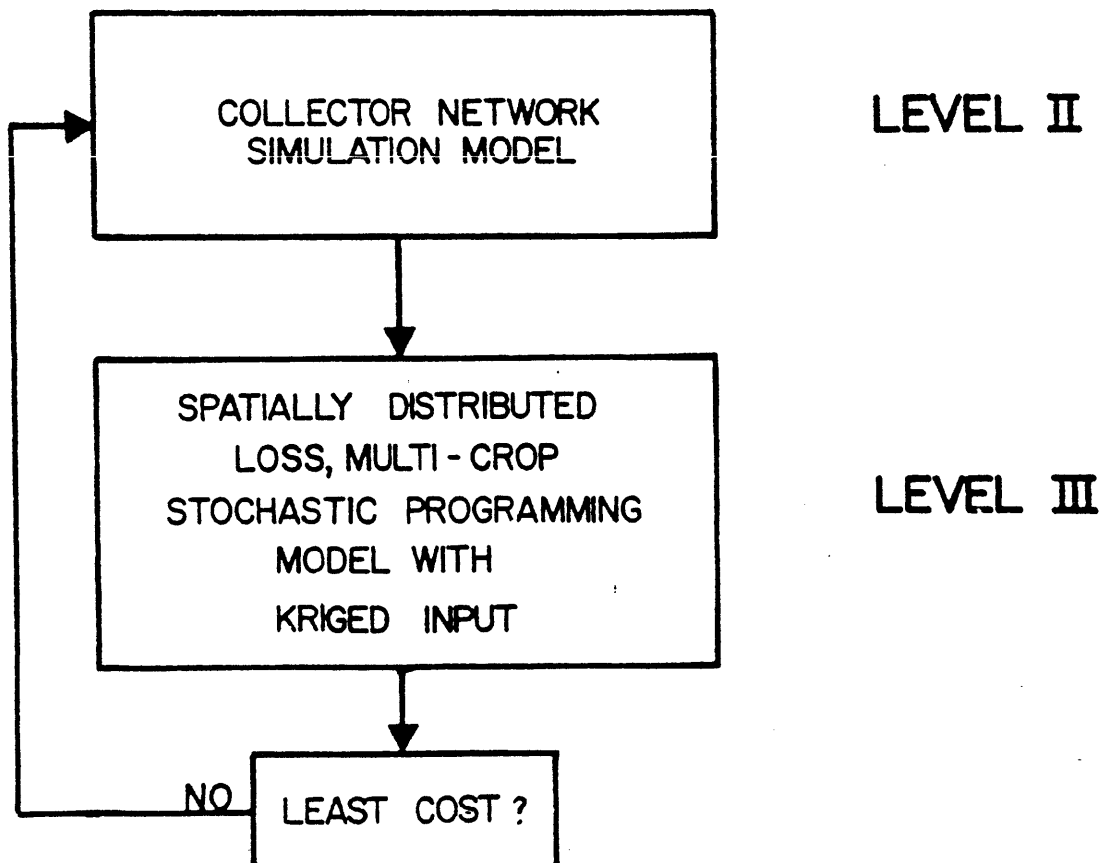 COLLECTOR NETWORK
SIMULATION MODEL
LEVEL II
SPATIALLY DISTRIBUTED
LOSS, MULTI-CROP
STOCHASTIC PROGRAMMING
MODEL WITH
KRIGED INPUT
LEVEL III
NO
LEAST COST?